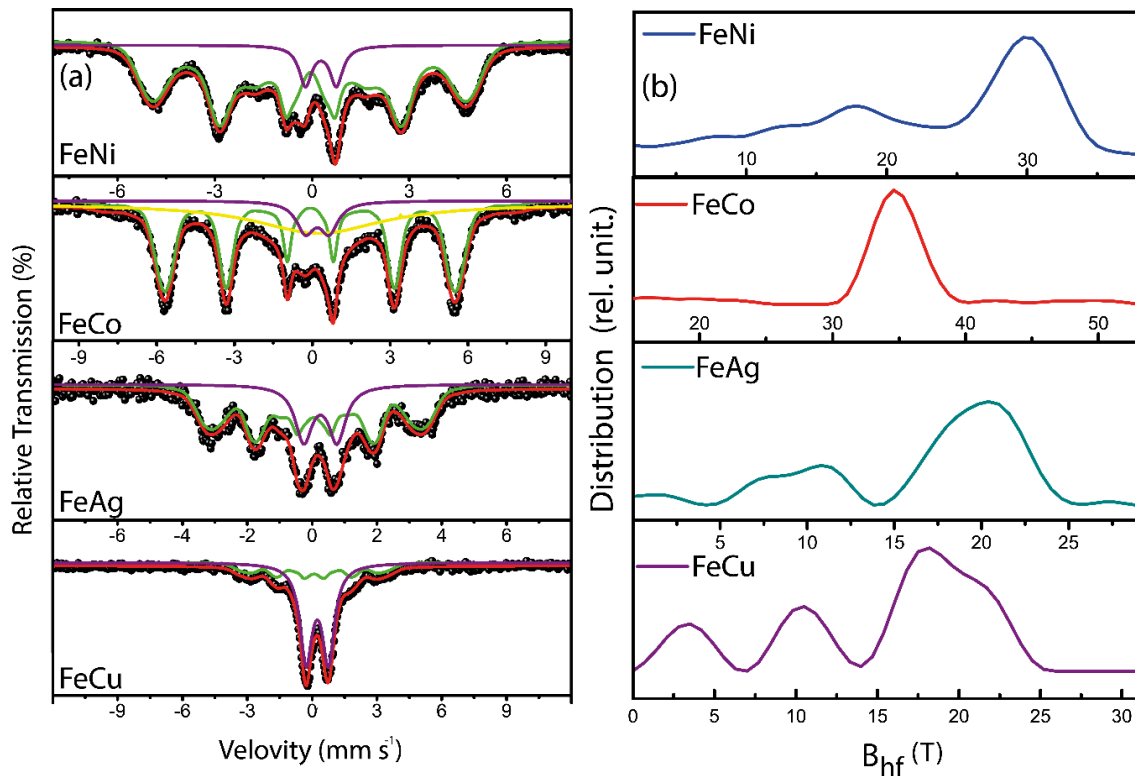 (a)
FeNi
-6 -3 0 3 6
FeCo
-9 -6 -3 0 3 6 9
FeAg
-6 -4 -2 0 2 4 6
FeCu
-9 -6 -3 0 3 6 9
Relative Transmission (%)
Velovity (mm s⁻¹)
(b)
FeNi
10 20 30
FeCo
20 30 40 50
FeAg
5 10 15 20 25
FeCu
0 5 10 15 20 25 30
Distribution (rel. unit.)
Bhf (T)